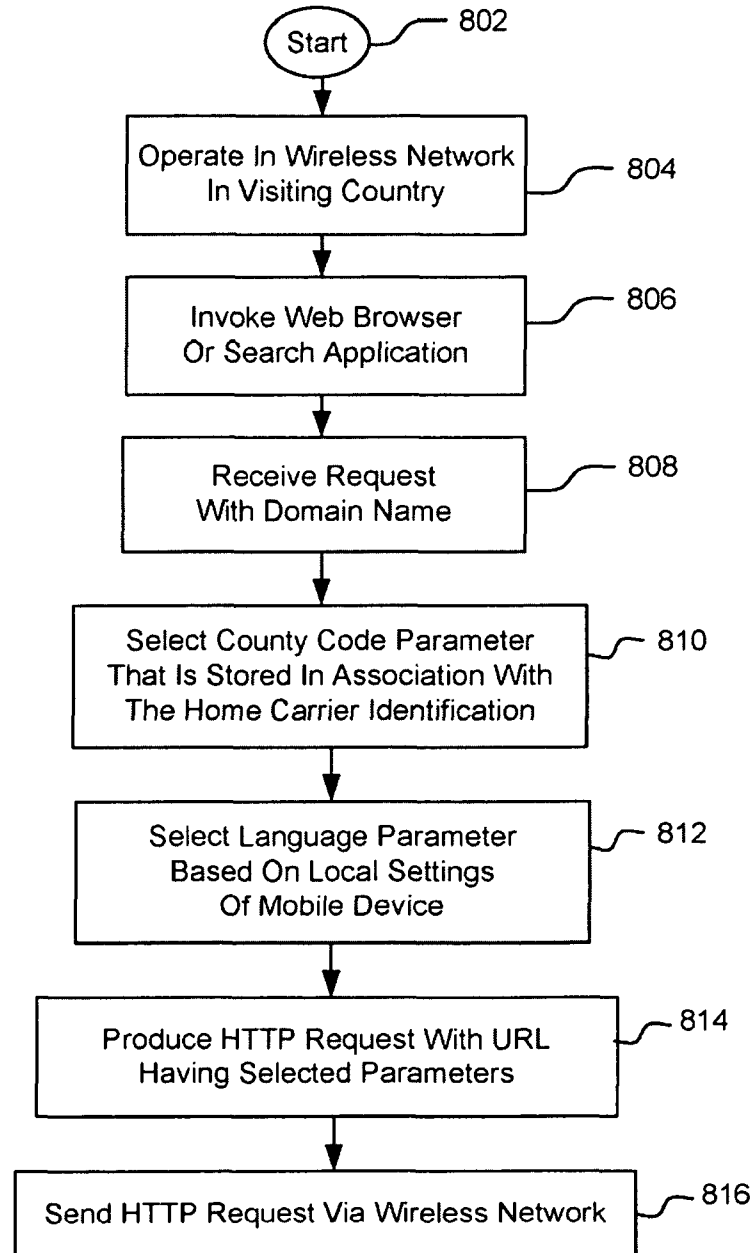 Start
802
Operate In Wireless Network
In Visiting Country
804
Invoke Web Browser
Or Search Application
806
Receive Request
With Domain Name
808
Select County Code Parameter
That Is Stored In Association With
The Home Carrier Identification
810
Select Language Parameter
Based On Local Settings
Of Mobile Device
812
Produce HTTP Request With URL
Having Selected Parameters
814
Send HTTP Request Via Wireless Network
816